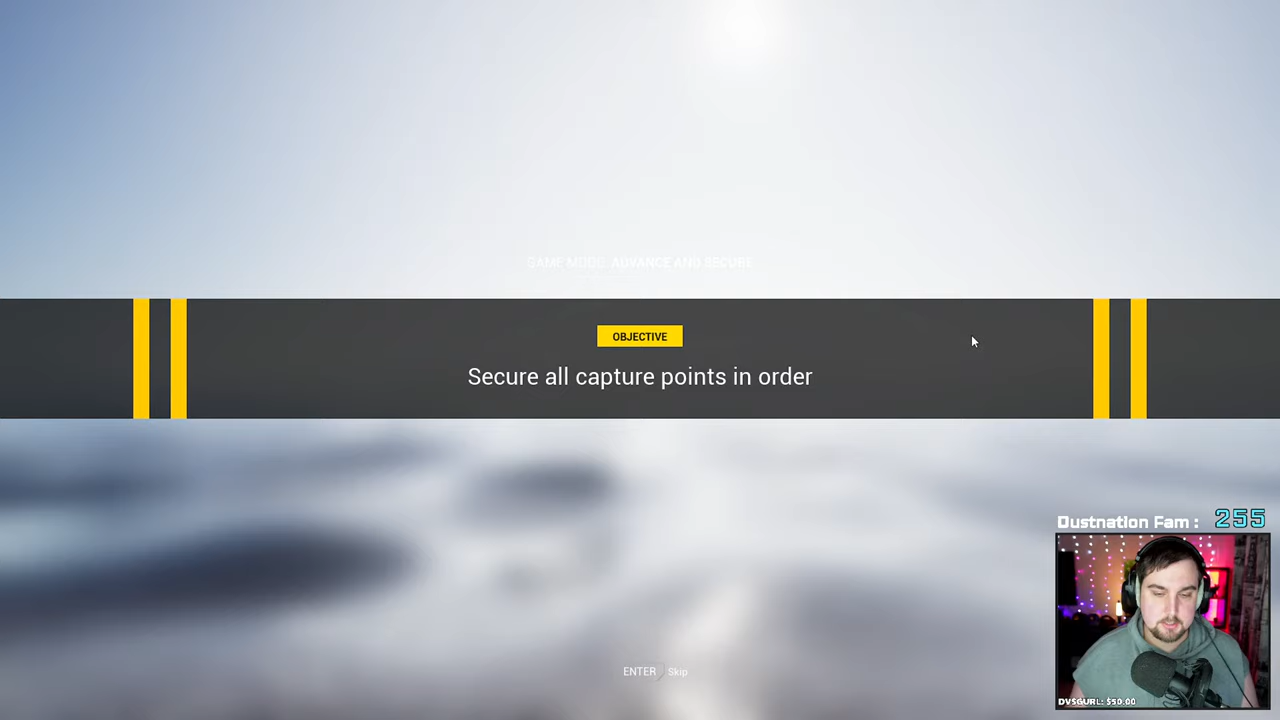 GAME MODE: ADVANCE AND SECURE
OBJECTIVE
Secure all capture points in order
Dustnation Fam : 255
DVSGURL: $50.00
ENTER Skip